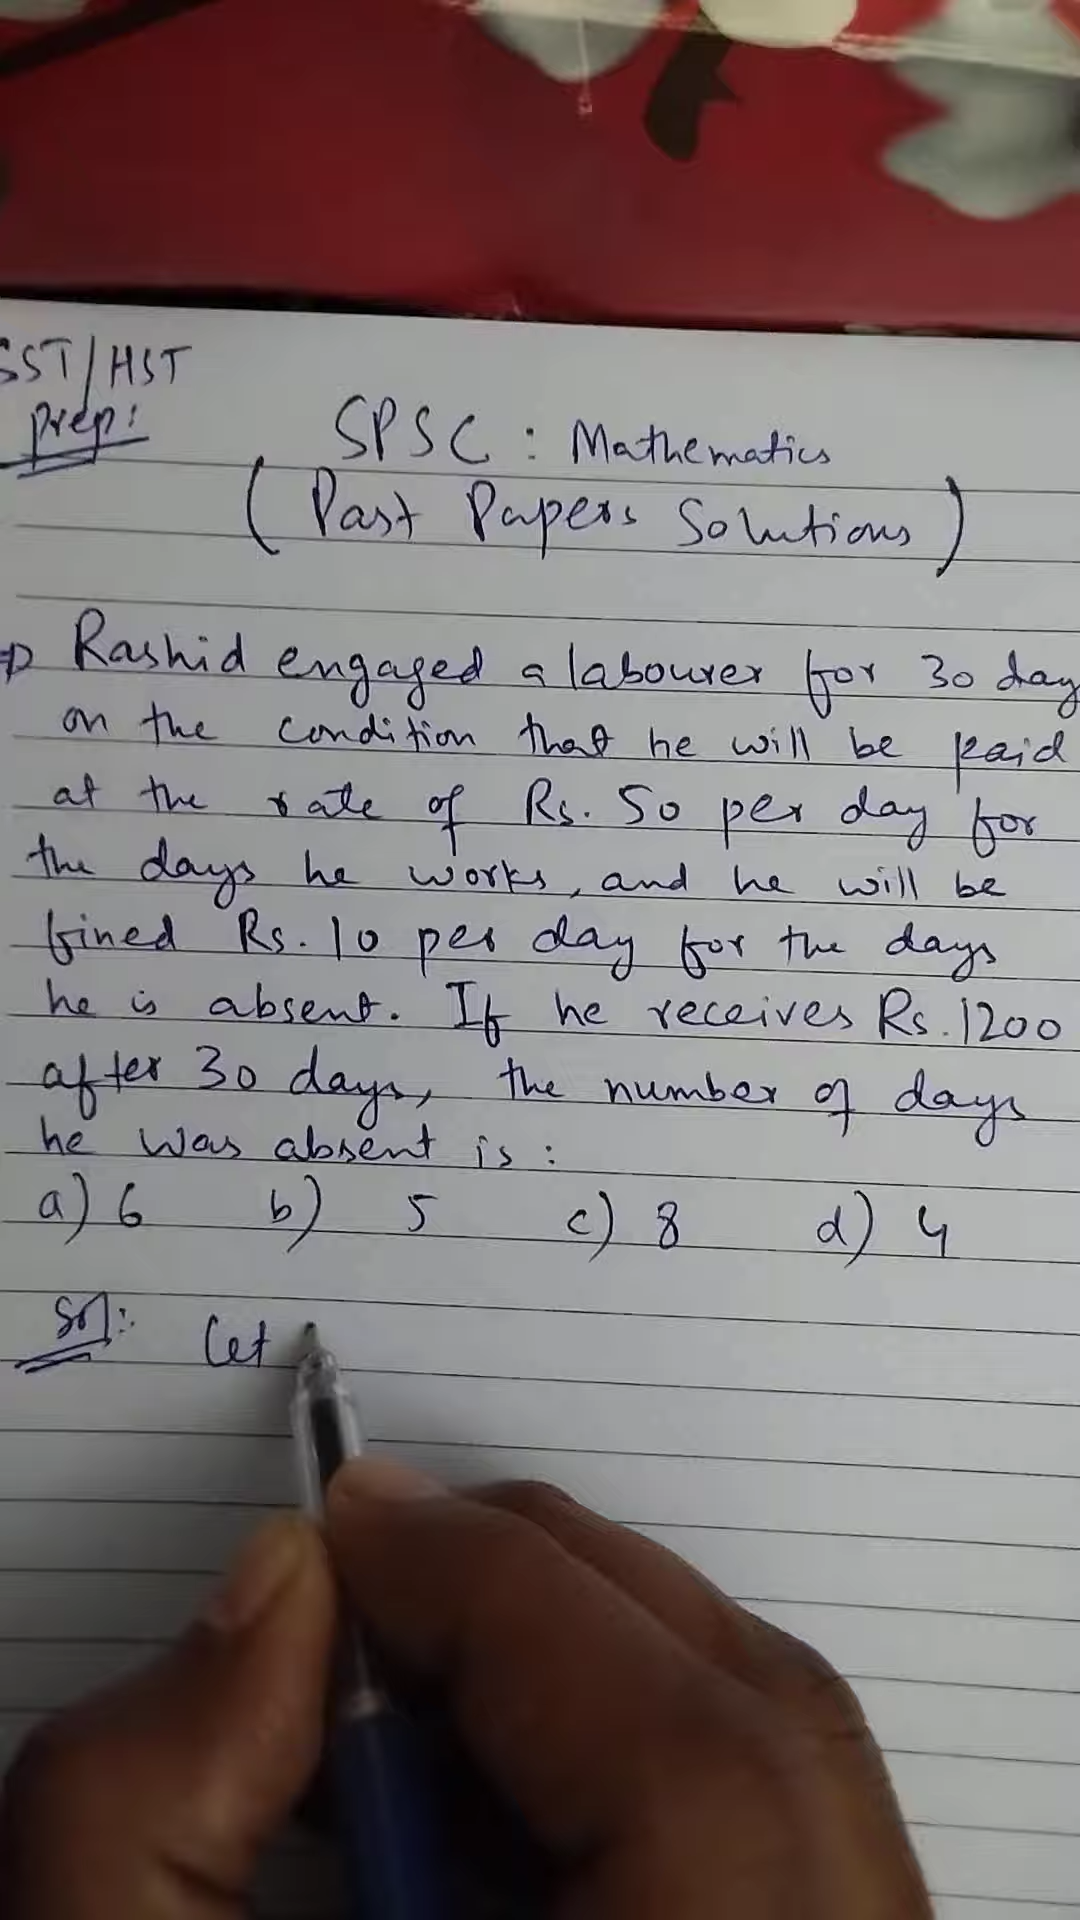 SST/HST
Prep:
SPSC: Mathematics
(Past Papers Solutions)
Rashid engaged a labourer for 30 day
on the condition that he will be paid
at the rate of Rs. 50 per day for
the days he works, and he will be
fined Rs. 10 per day for the days
he is absent. If he receives Rs. 1200
after 30 days, the number of days
he was absent is:
a) 6 b) 5 c) 8 d) 4
Sol: Let